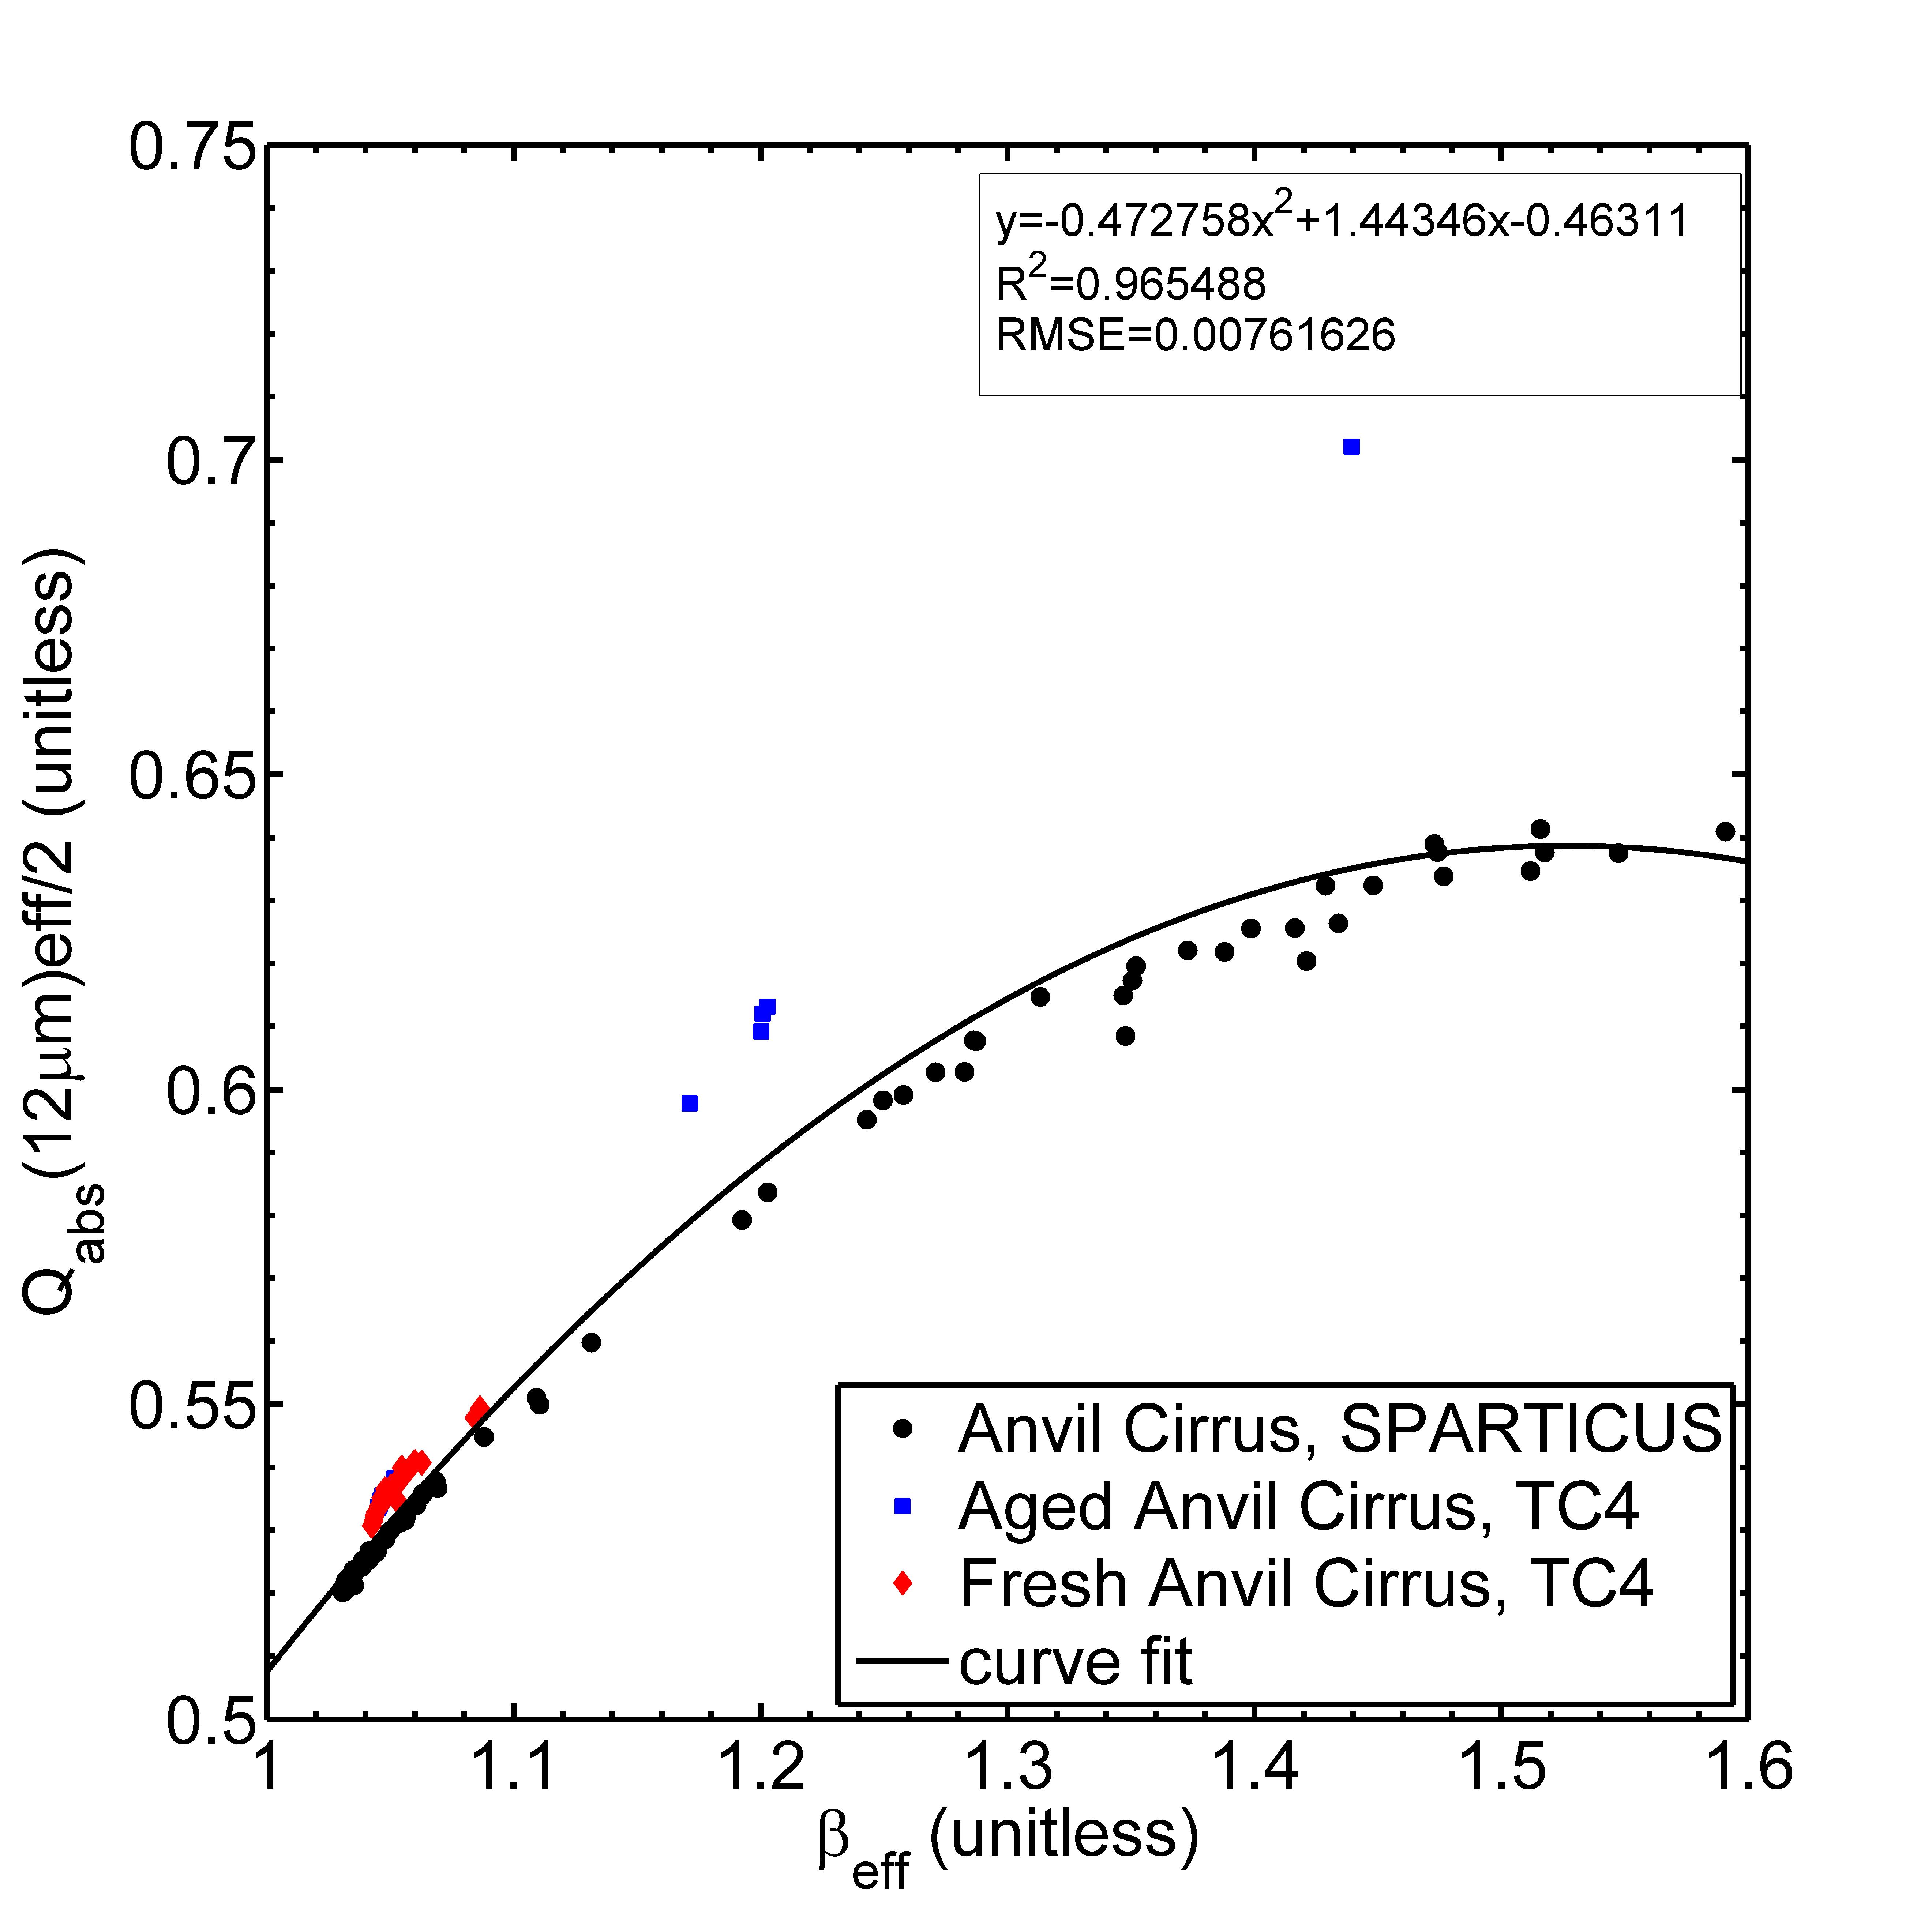 0.75
0.7
0.65
0.6
0.55
0.5
Qabs(12μm)eff/2 (unitless)
y=-0.472758x²+1.44346x-0.46311
R²=0.965488
RMSE=0.00761626
Anvil Cirrus, SPARTICUS
Aged Anvil Cirrus, TC4
Fresh Anvil Cirrus, TC4
curve fit
1 1.1 1.2 1.3 1.4 1.5 1.6
βeff (unitless)